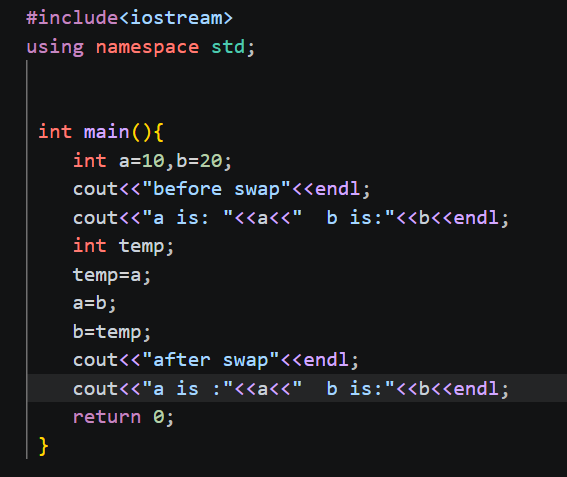 #include<iostream>
using namespace std;
int main(){
int a=10,b=20;
cout<<"before swap"<<endl;
cout<<"a is: "<<a<<"  b is:"<<b<<endl;
int temp;
temp=a;
a=b;
b=temp;
cout<<"after swap"<<endl;
cout<<"a is :"<<a<<"  b is:"<<b<<endl;
return 0;
}